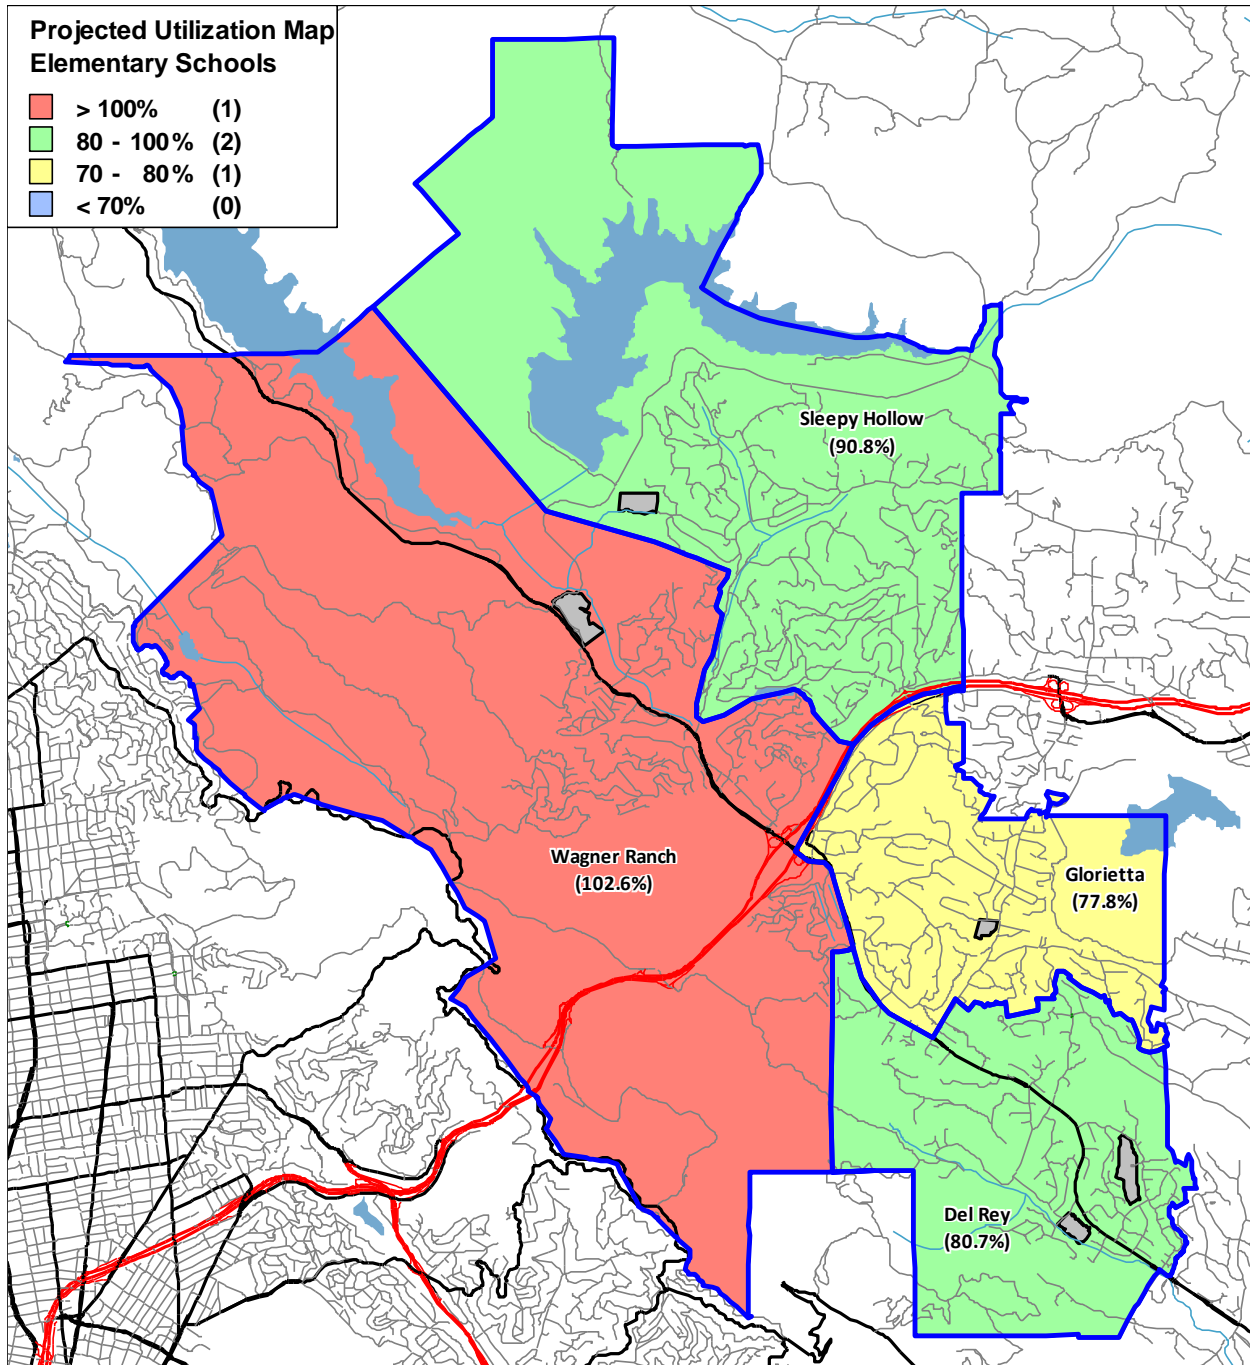 Projected Utilization Map
Elementary Schools
> 100% (1)
80 - 100% (2)
70 - 80% (1)
< 70% (0)
Sleepy Hollow
(90.8%)
Wagner Ranch
(102.6%)
Glorietta
(77.8%)
Del Rey
(80.7%)